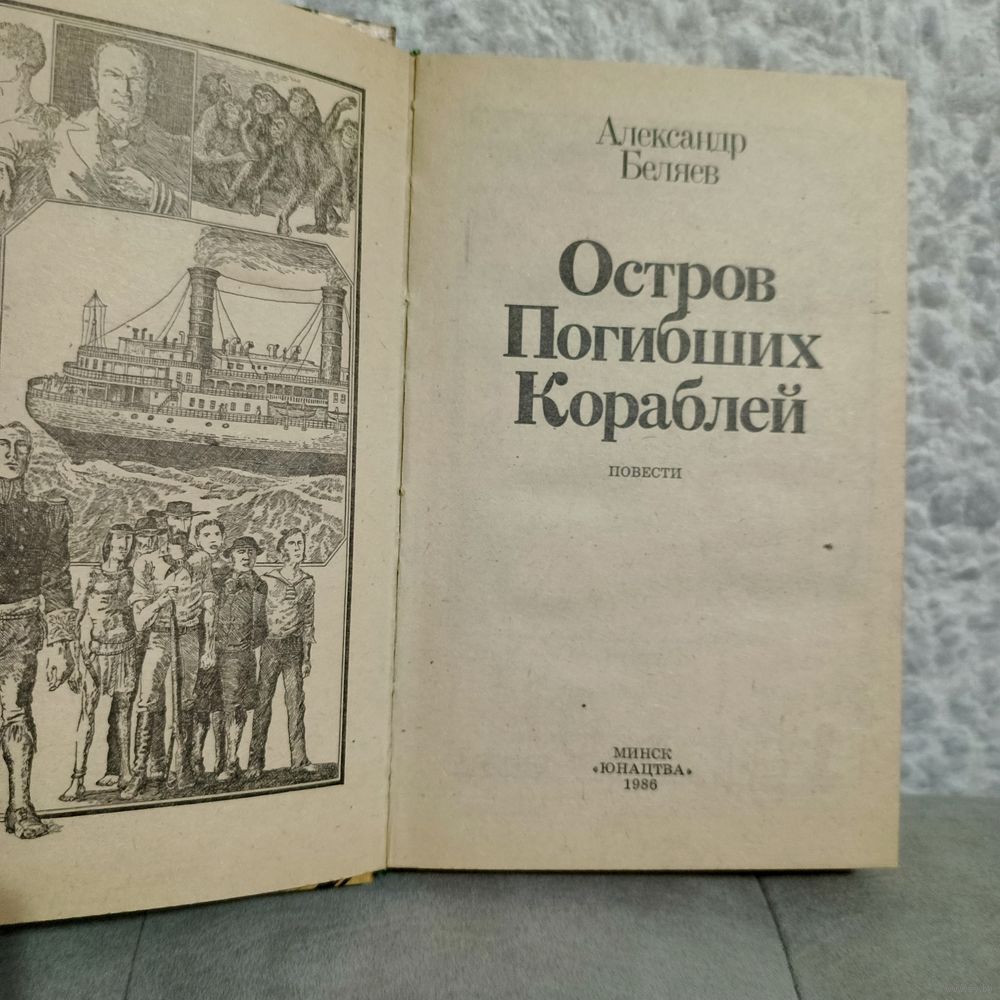 Александр
Беляев
Остров
Погибших
Кораблей
ПОВЕСТИ
МИНСК
«ЮНАЦТВА»
1986